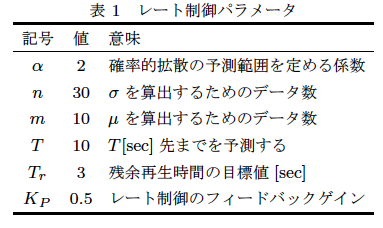 表 1　レート制御パラメータ
記号 値 意味
α 2 確率的拡散の予測範囲を定める係数
n 30 σ を算出するためのデータ数
m 10 μ を算出するためのデータ数
T 10 T[sec] 先までを予測する
Tr 3 残余再生時間の目標値 [sec]
KP 0.5 レート制御のフィードバックゲイン